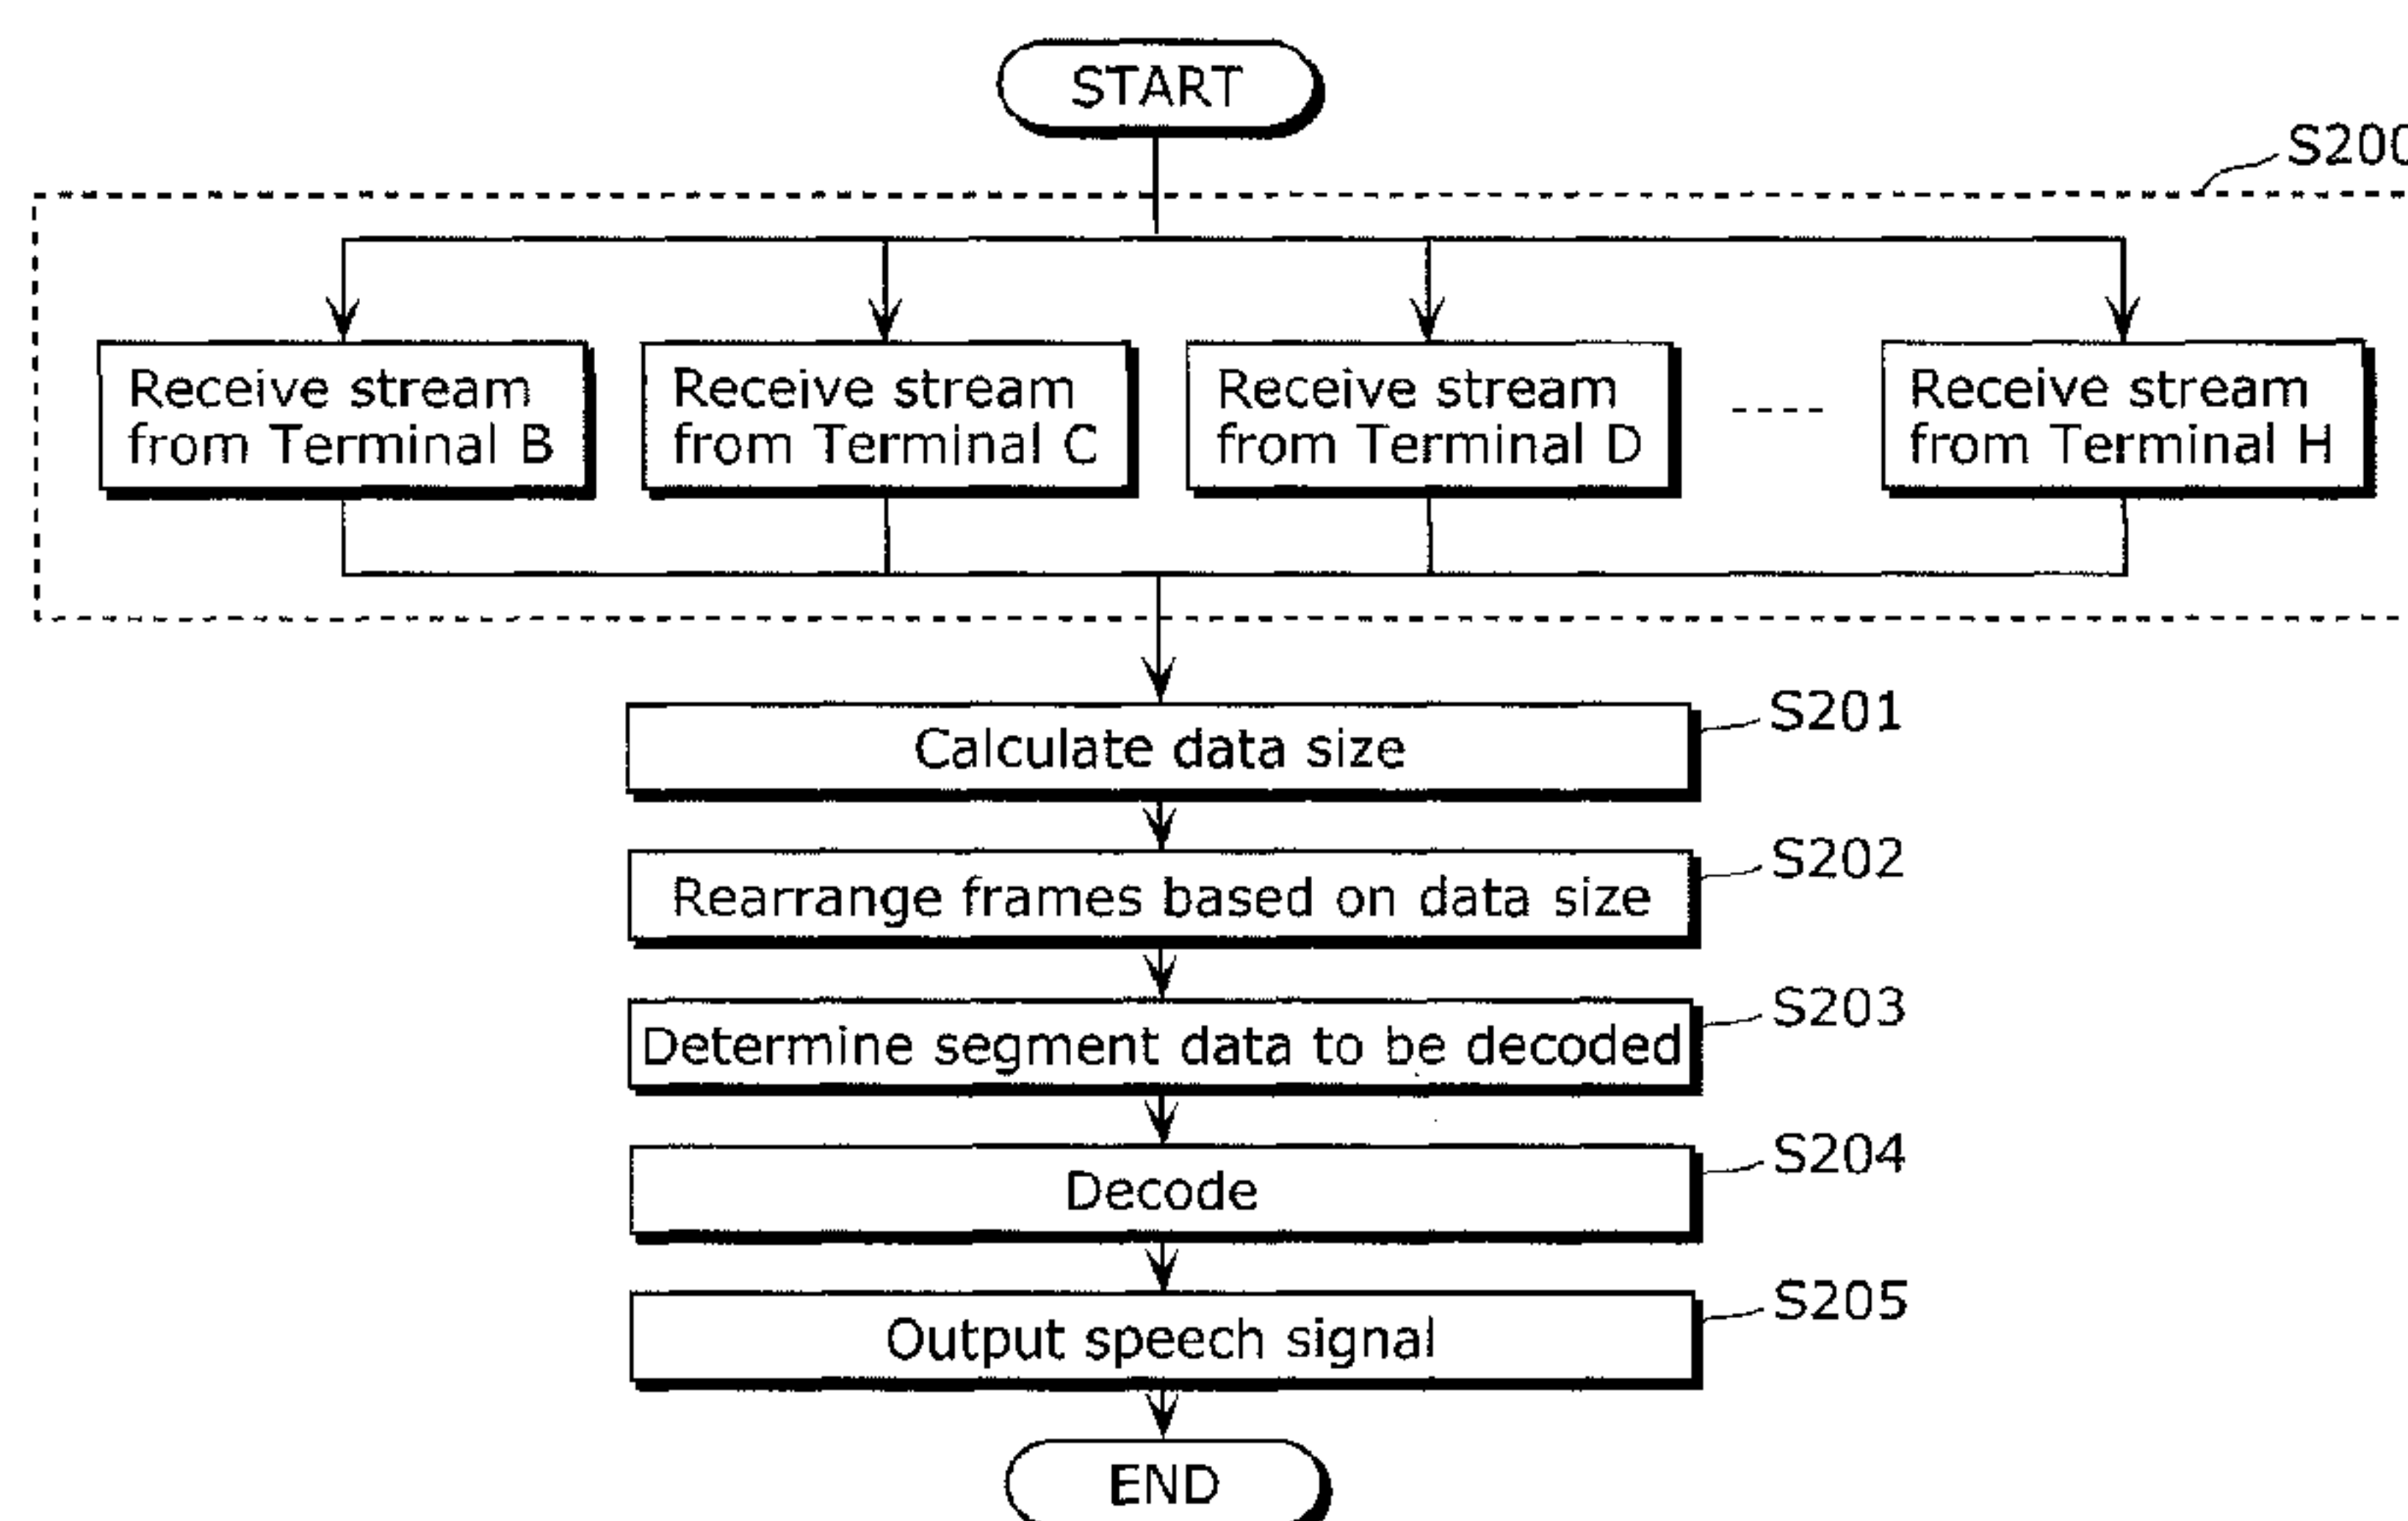 START
S200
Receive stream
from Terminal B
Receive stream
from Terminal C
Receive stream
from Terminal D
Receive stream
from Terminal H
Calculate data size
S201
Rearrange frames based on data size
S202
Determine segment data to be decoded
S203
Decode
S204
Output speech signal
S205
END